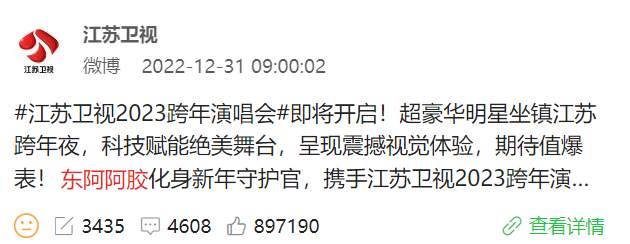 江苏卫视
江苏卫视
微博 2022-12-31 09:00:02
#江苏卫视2023跨年演唱会#即将开启！超豪华明星坐镇江苏
跨年夜，科技赋能绝美舞台，呈现震撼视觉体验，期待值爆
表！东阿阿胶化身新年守护官，携手江苏卫视2023跨年演...
3435 4608 897190 查看详情